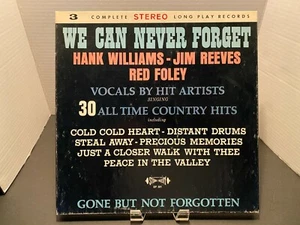 3 COMPLETE STEREO LONG PLAY RECORDS
WE CAN NEVER FORGET
HANK WILLIAMS - JIM REEVES
RED FOLEY
VOCALS BY HIT ARTISTS
SINGING
30 ALL TIME COUNTRY HITS
including
COLD COLD HEART - DISTANT DRUMS
STEAL AWAY - PRECIOUS MEMORIES
JUST A CLOSER WALK WITH THEE
PEACE IN THE VALLEY
GONE BUT NOT FORGOTTEN